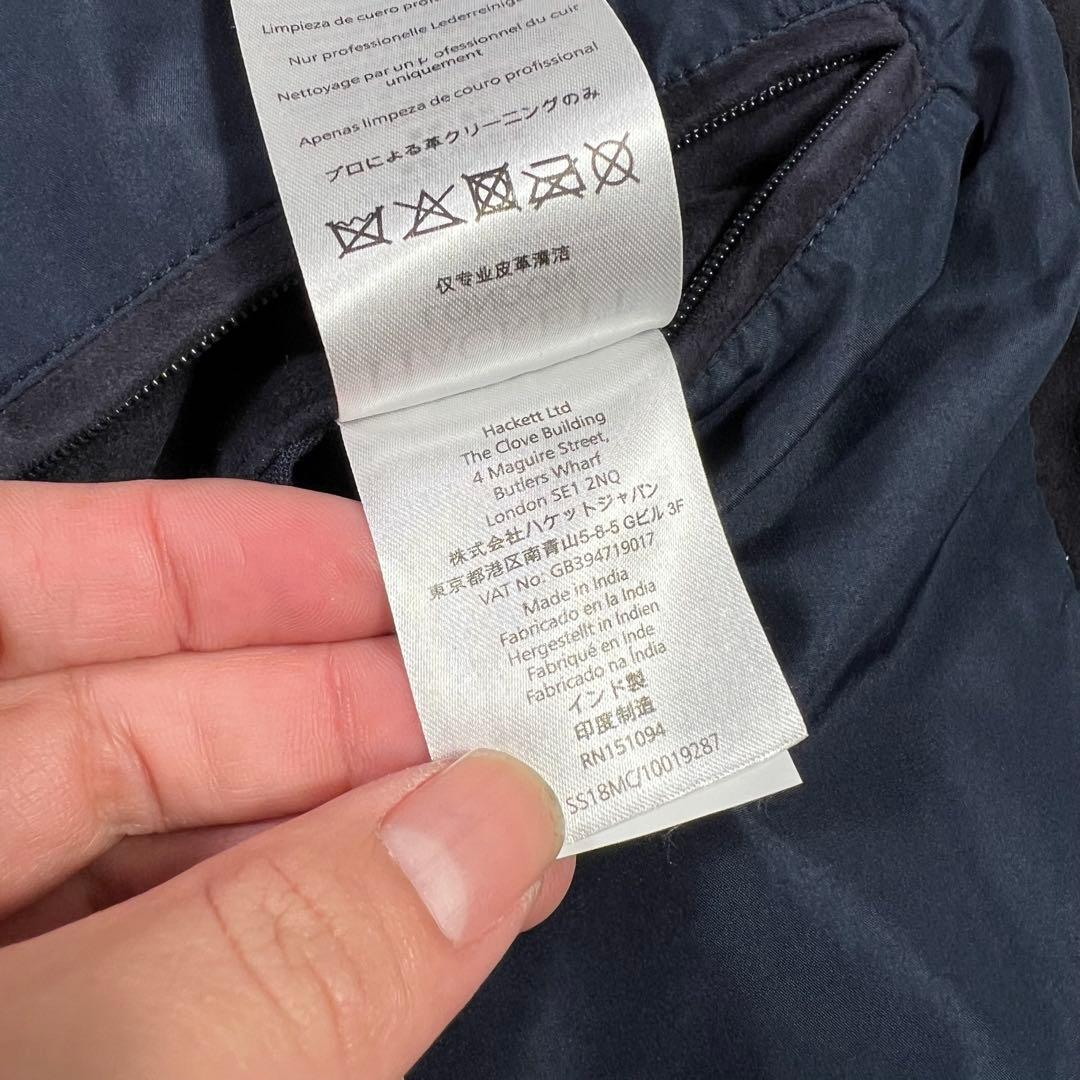 Limpieza de cuero
Nur professionelle Lederreinige
Nettoyage par un p ofessionnel du cuir
uniquement
Apenas limpeza de couro profissional
プロによる革クリーニングのみ
仅专业皮革清洁
Hackett Ltd
The Clove Building
4 Maguire Street,
Butlers Wharf
London SE1 2NQ
株式会社ハケットジャパン
東京都港区南青山5-8-5 Gビル 3F
VAT No: GB394719017
Made in India
Fabricado en la India
Hergestellt in Indien
Fabriqué en Inde
Fabricado na India
インド製
印度制造
RN151094
SS18MC/10019287